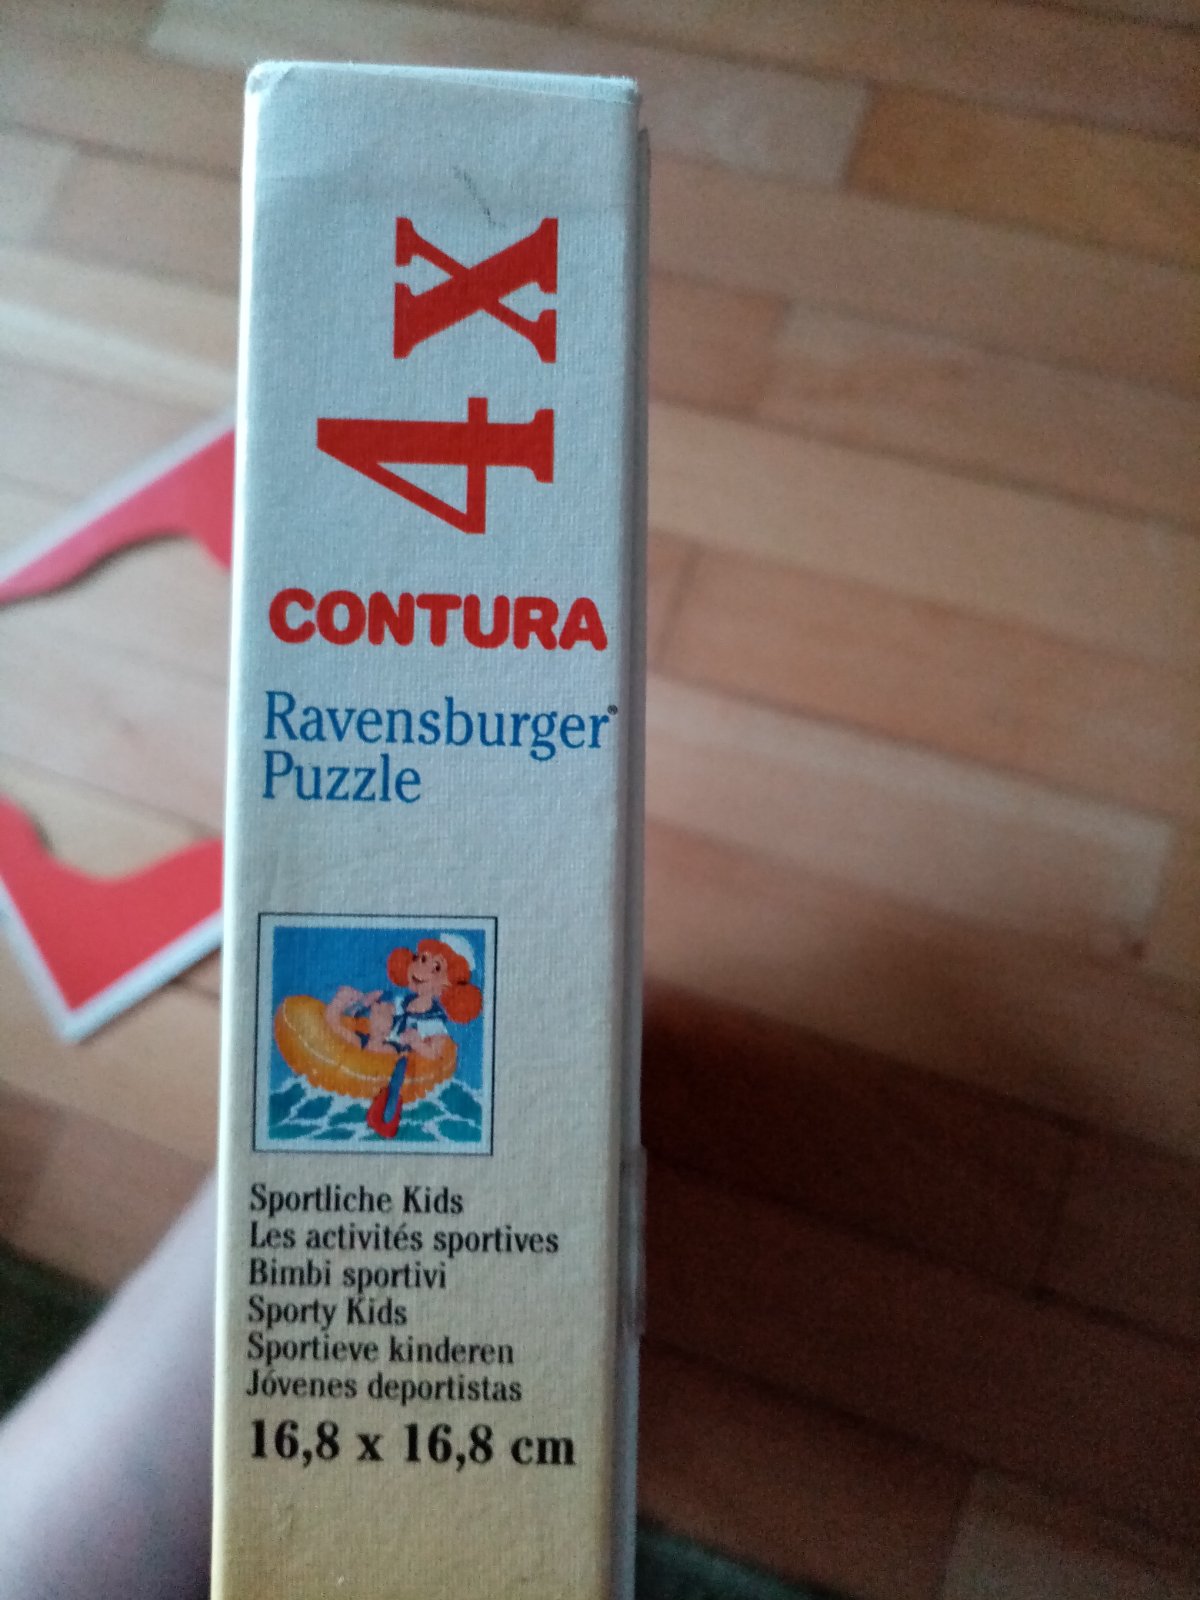 4x
CONTURA
Ravensburger®
Puzzle
Sportliche Kids
Les activités sportives
Bimbi sportivi
Sporty Kids
Sportieve kinderen
Jóvenes deportistas
16,8 x 16,8 cm